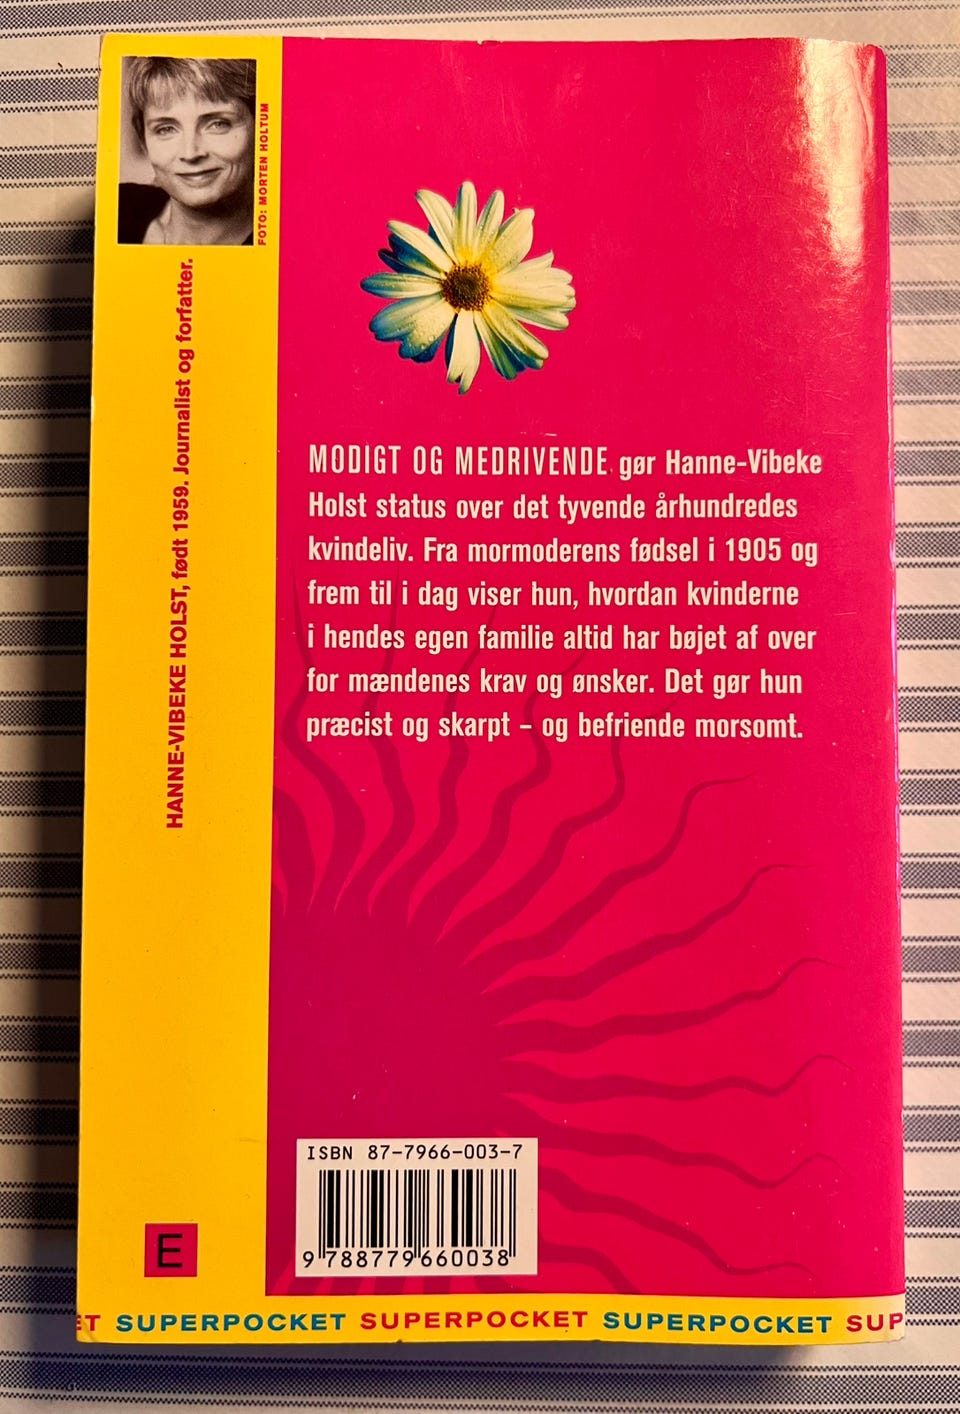 FOTO: MORTEN HOLTUM
HANNE-VIBEKE HOLST, født 1959. Journalist og forfatter.
MODIGT OG MEDRIVENDE gør Hanne-Vibeke
Holst status over det tyvende århundredes
kvindeliv. Fra mormoderens fødsel i 1905 og
frem til i dag viser hun, hvordan kvinderne
i hendes egen familie altid har bøjet af over
for mændenes krav og ønsker. Det gør hun
præcist og skarpt – og befriende morsomt.
ISBN 87-7966-003-7
9 788779 660038
E
ET SUPERPOCKET SUPERPOCKET SUPERPOCKET SUP